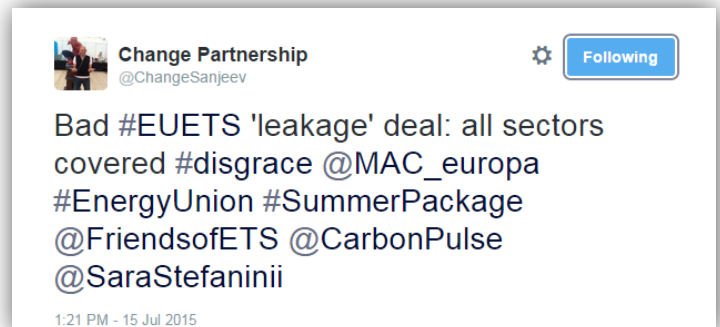 Change Partnership
@ChangeSanjeev
Following
Bad #EUETS 'leakage' deal: all sectors
covered #disgrace @MAC_europa
#EnergyUnion #SummerPackage
@FriendsofETS @CarbonPulse
@SaraStefaninii
1:21 PM - 15 Jul 2015